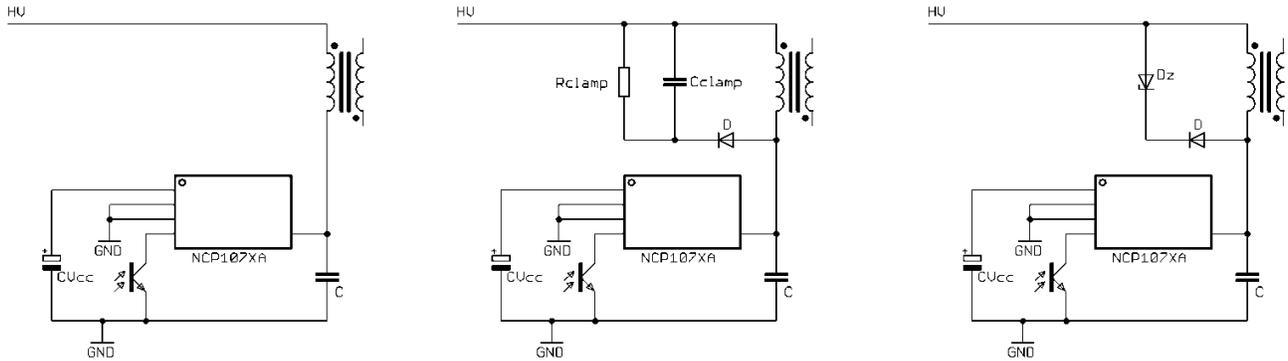 HV
NCP107XA
GND
CVcc
+
C
GND
HV
Rclamp
Cclamp
D
NCP107XA
GND
CVcc
+
C
GND
HV
Dz
D
NCP107XA
GND
CVcc
+
C
GND